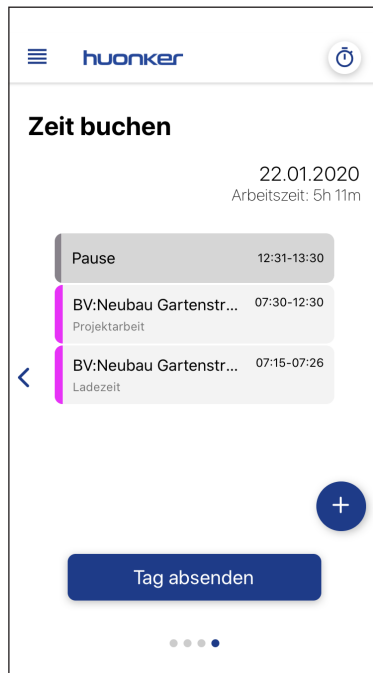 huonker
Zeit buchen
22.01.2020
Arbeitszeit: 5h 11m
Pause 12:31-13:30
BV:Neubau Gartenstr... 07:30-12:30
Projektarbeit
BV:Neubau Gartenstr... 07:15-07:26
Ladezeit
+
Tag absenden